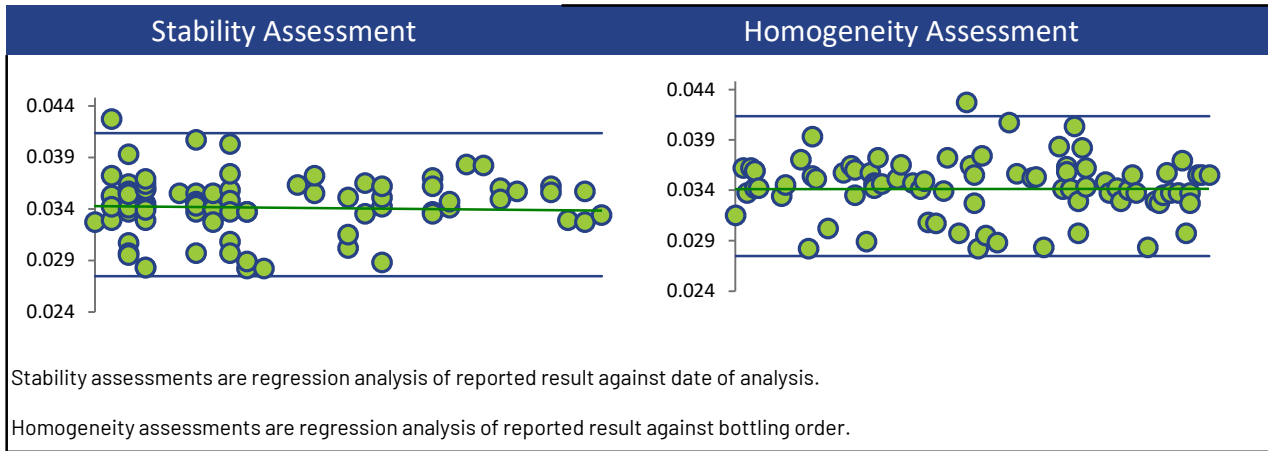 Stability Assessment
Homogeneity Assessment
0.044
0.039
0.034
0.029
0.024
0.044
0.039
0.034
0.029
0.024
Stability assessments are regression analysis of reported result against date of analysis.
Homogeneity assessments are regression analysis of reported result against bottling order.